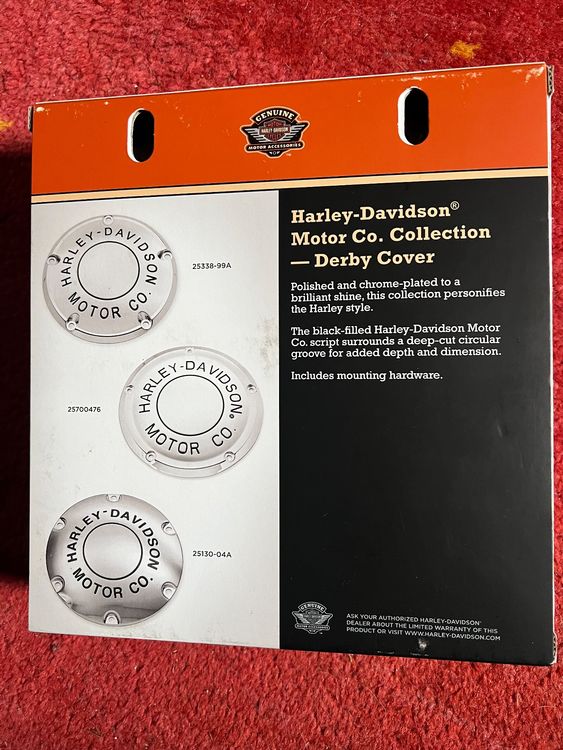 GENUINE
HARLEY-DAVIDSON
MOTOR ACCESSORIES
Harley-Davidson®
Motor Co. Collection
— Derby Cover
Polished and chrome-plated to a
brilliant shine, this collection personifies
the Harley style.
The black-filled Harley-Davidson Motor
Co. script surrounds a deep-cut circular
groove for added depth and dimension.
Includes mounting hardware.
HARLEY-DAVIDSON
MOTOR CO.
25338-99A
HARLEY-DAVIDSON®
MOTOR CO.
25700476
HARLEY-DAVIDSON
MOTOR CO.
25130-04A
GENUINE
MOTOR ACCESSORIES
ASK YOUR AUTHORIZED HARLEY-DAVIDSON®
DEALER ABOUT THE LIMITED WARRANTY OF THIS
PRODUCT OR VISIT WWW.HARLEY-DAVIDSON.COM